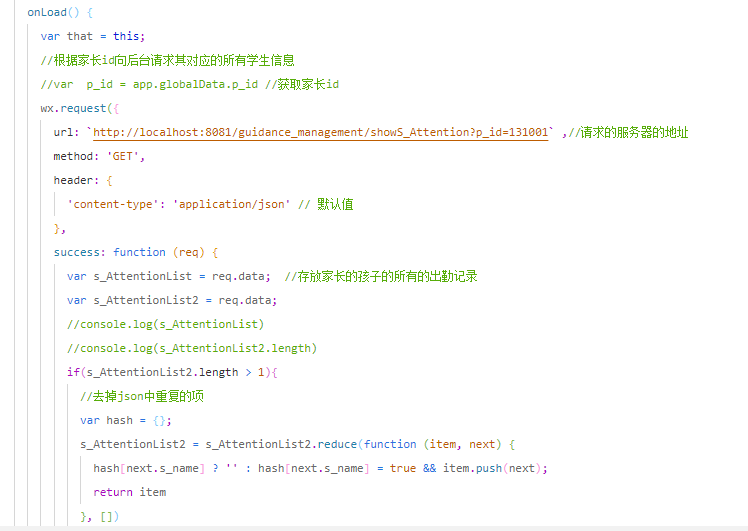 onLoad() {
var that = this;
//根据家长id向后台请求其对应的所有学生信息
//var  p_id = app.globalData.p_id //获取家长id
wx.request({
url: `http://localhost:8081/guidance_management/showS_Attention?p_id=131001` ,//请求的服务器的地址
method: 'GET',
header: {
'content-type': 'application/json' // 默认值
},
success: function (req) {
var s_AttentionList = req.data;  //存放家长的孩子的所有的出勤记录
var s_AttentionList2 = req.data;
//console.log(s_AttentionList)
//console.log(s_AttentionList2.length)
if(s_AttentionList2.length > 1){
//去掉json中重复的项
var hash = {};
s_AttentionList2 = s_AttentionList2.reduce(function (item, next) {
hash[next.s_name] ? '' : hash[next.s_name] = true && item.push(next);
return item
}, [])